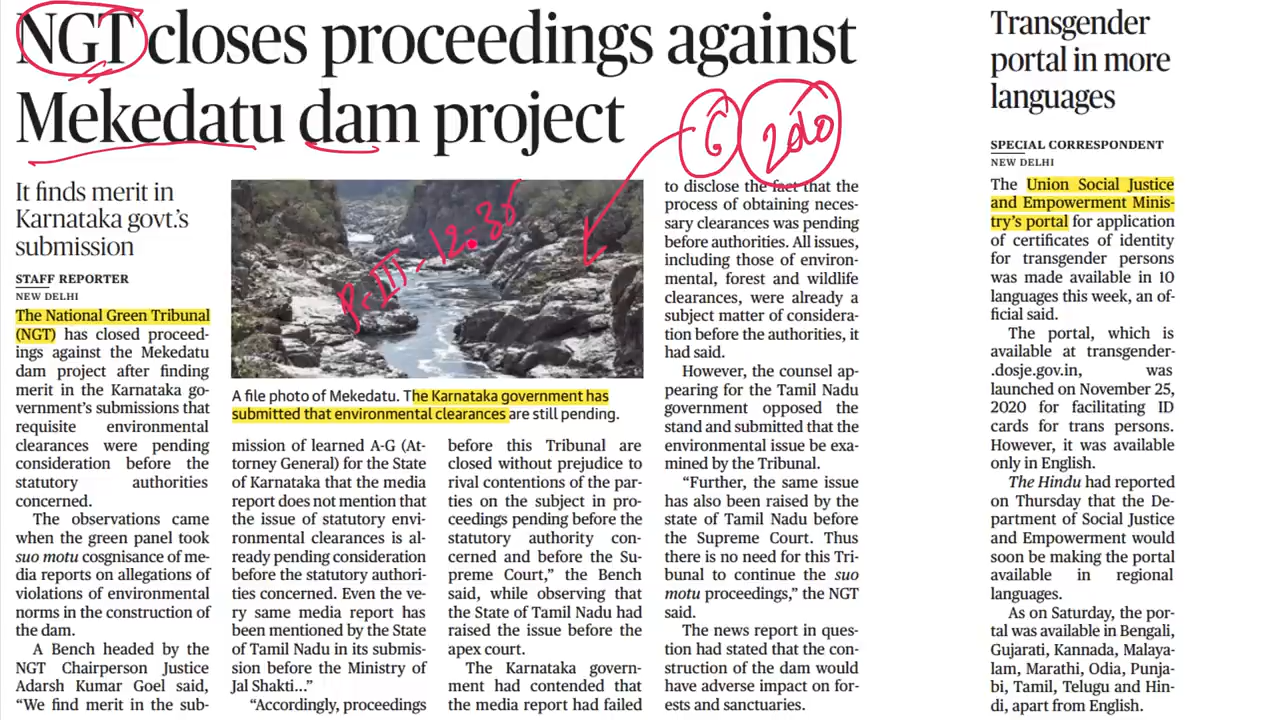 NGT closes proceedings against
Mekedatu dam project
It finds merit in
Karnataka govt.'s
submission
STAFF REPORTER
NEW DELHI
The National Green Tribunal
(NGT) has closed proceed-
ings against the Mekedatu
dam project after finding
merit in the Karnataka go-
vernment's submissions that
requisite environmental
clearances were pending
consideration before the
statutory authorities
concerned.
The observations came
when the green panel took
suo motu cosgnisance of me-
dia reports on allegations of
violations of environmental
norms in the construction of
the dam.
A Bench headed by the
NGT Chairperson Justice
Adarsh Kumar Goel said,
"We find merit in the sub-
P-III - 12:36
A file photo of Mekedatu. The Karnataka government has
submitted that environmental clearances are still pending.
mission of learned A-G (At-
torney General) for the State
of Karnataka that the media
report does not mention that
the issue of statutory envi-
ronmental clearances is al-
ready pending consideration
before the statutory authori-
ties concerned. Even the ve-
ry same media report has
been mentioned by the State
of Tamil Nadu in its submis-
sion before the Ministry of
Jal Shakti..."
"Accordingly, proceedings
before this Tribunal are
closed without prejudice to
rival contentions of the par-
ties on the subject in pro-
ceedings pending before the
statutory authority con-
cerned and before the Su-
preme Court," the Bench
said, while observing that
the State of Tamil Nadu had
raised the issue before the
apex court.
The Karnataka govern-
ment had contended that
the media report had failed
to disclose the fact that the
process of obtaining neces-
sary clearances was pending
before authorities. All issues,
including those of environ-
mental, forest and wildlife
clearances, were already a
subject matter of considera-
tion before the authorities, it
had said.
However, the counsel ap-
pearing for the Tamil Nadu
government opposed the
stand and submitted that the
environmental issue be exa-
mined by the Tribunal.
"Further, the same issue
has also been raised by the
state of Tamil Nadu before
the Supreme Court. Thus
there is no need for this Tri-
bunal to continue the suo
motu proceedings," the NGT
said.
The news report in ques-
tion had stated that the con-
struction of the dam would
have adverse impact on for-
ests and sanctuaries.
Transgender
portal in more
languages
SPECIAL CORRESPONDENT
NEW DELHI
The Union Social Justice
and Empowerment Minis-
try's portal for application
of certificates of identity
for transgender persons
was made available in 10
languages this week, an of-
ficial said.
The portal, which is
available at transgender-
.dosje.gov.in, was
launched on November 25,
2020 for facilitating ID
cards for trans persons.
However, it was available
only in English.
The Hindu had reported
on Thursday that the De-
partment of Social Justice
and Empowerment would
soon be making the portal
available in regional
languages.
As on Saturday, the por-
tal was available in Bengali,
Gujarati, Kannada, Malaya-
lam, Marathi, Odia, Punja-
bi, Tamil, Telugu and Hin-
di, apart from English.